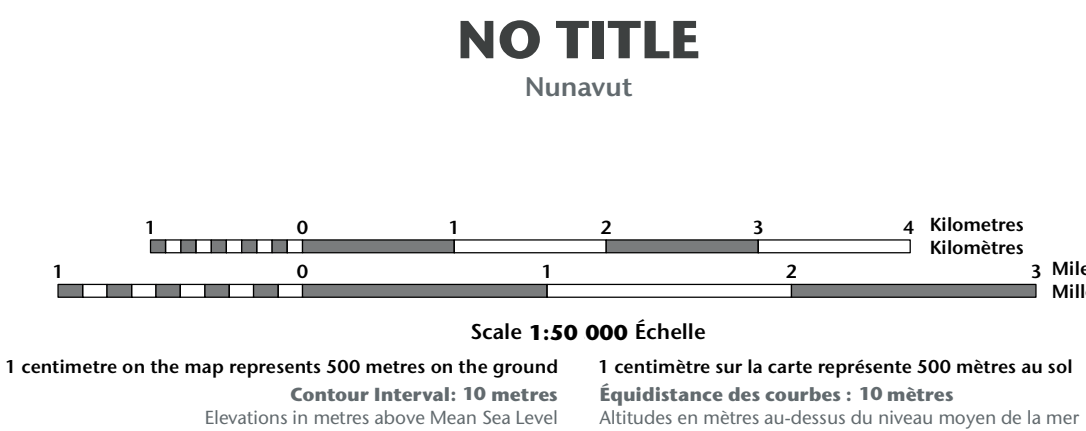 NO TITLE
Nunavut
1 0 1 2 3 4 Kilometres
Kilomètres
1 0 1 2 3
Scale 1:50 000 Échelle
1 centimetre on the map represents 500 metres on the ground
Contour Interval: 10 metres
Elevations in metres above Mean Sea Level
1 centimètre sur la carte représente 500 mètres au sol
Équidistance des courbes : 10 mètres
Altitudes en mètres au-dessus du niveau moyen de la mer